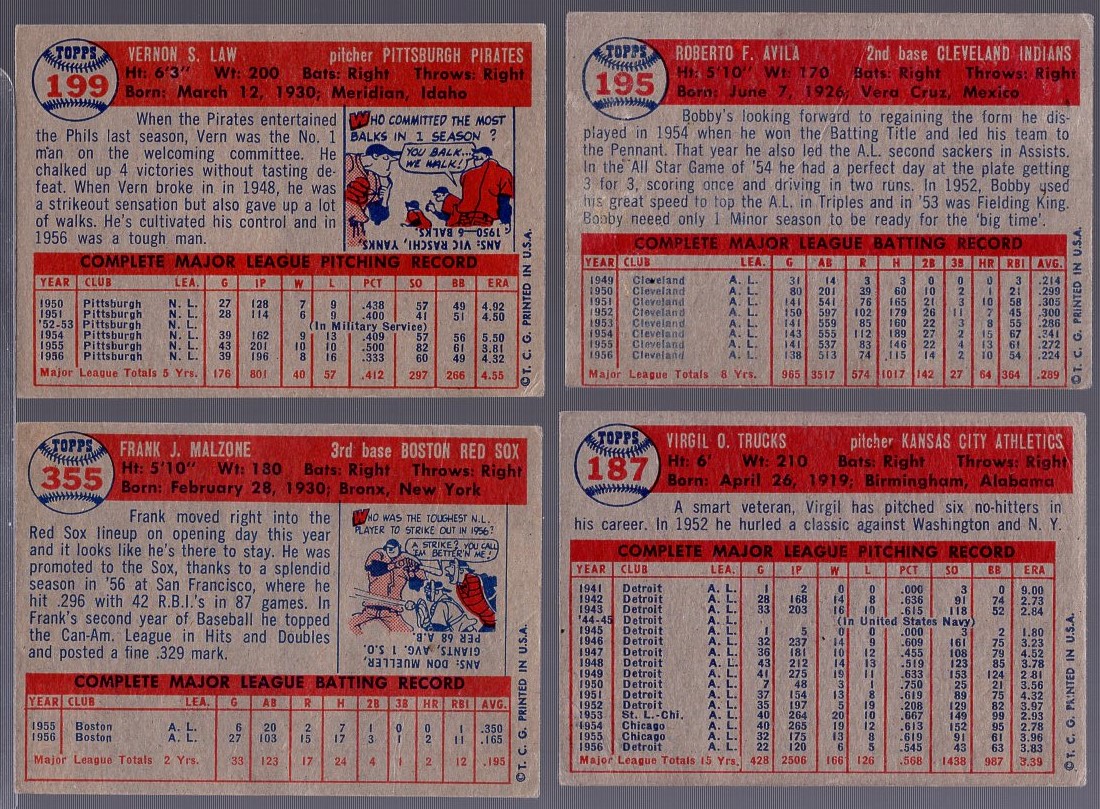 TOPPS
199
VERNON S. LAW pitcher PITTSBURGH PIRATES
Ht: 6'3" Wt: 200 Bats: Right Throws: Right
Born: March 12, 1930; Meridian, Idaho
When the Pirates entertained
the Phils last season, Vern was the No. 1
man on the welcoming committee. He
chalked up 4 victories without tasting de-
feat. When Vern broke in in 1948, he was
a strikeout sensation but also gave up a lot
of walks. He's cultivated his control and in
1956 was a tough man.
WHO COMMITTED THE MOST
BALKS IN 1 SEASON?
YOU BALK...
WE WALK!
ANS: VIC RASCHI, YANKS
1950—6 BALKS.
COMPLETE MAJOR LEAGUE PITCHING RECORD
YEAR CLUB LEA. G IP W L PCT SO BB ERA
1950 Pittsburgh N. L. 27 128 7 9 .438 57 49 4.92
1951 Pittsburgh N. L. 28 114 6 9 .400 41 51 4.50
'52-53 Pittsburgh N. L. (In Military Service)
1954 Pittsburgh N. L. 39 162 9 13 .409 57 56 5.50
1955 Pittsburgh N. L. 43 201 10 10 .500 82 61 3.81
1956 Pittsburgh N. L. 39 196 8 16 .333 60 49 4.32
Major League Totals 5 Yrs. 176 801 40 57 .412 297 266 4.55
© T. C. G. PRINTED IN U.S.A.
TOPPS
195
ROBERTO F. AVILA 2nd base CLEVELAND INDIANS
Ht: 5'10" Wt: 170 Bats: Right Throws: Right
Born: June 7, 1926; Vera Cruz, Mexico
Bobby's looking forward to regaining the form he dis-
played in 1954 when he won the Batting Title and led his team to
the Pennant. That year he also led the A.L. second sackers in Assists.
In the All Star Game of '54 he had a perfect day at the plate getting
3 for 3, scoring once and driving in two runs. In 1952, Bobby used
his great speed to top the A.L. in Triples and in '53 was Fielding King.
Bobby neeed only 1 Minor season to be ready for the 'big time'.
COMPLETE MAJOR LEAGUE BATTING RECORD
YEAR CLUB LEA. G AB R H 2B 3B HR RBI AVG.
1949 Cleveland A. L. 31 14 3 3 0 0 0 3 .214
1950 Cleveland A. L. 80 201 39 60 10 2 1 21 .299
1951 Cleveland A. L. 141 542 76 165 21 3 10 58 .305
1952 Cleveland A. L. 150 597 102 179 26 11 7 45 .300
1953 Cleveland A. L. 141 559 85 160 22 3 8 55 .286
1954 Cleveland A. L. 143 555 112 189 27 2 15 67 .341
1955 Cleveland A. L. 141 537 83 146 22 4 13 61 .272
1956 Cleveland A. L. 138 513 74 115 14 2 10 54 .224
Major League Totals 8 Yrs. 965 3517 574 1017 142 27 64 364 .289
© T. C. G. PRINTED IN U.S.A.
TOPPS
355
FRANK J. MALZONE 3rd base BOSTON RED SOX
Ht: 5'10" Wt: 180 Bats: Right Throws: Right
Born: February 28, 1930; Bronx, New York
Frank moved right into the
Red Sox lineup on opening day this year
and it looks like he's there to stay. He was
promoted to the Sox, thanks to a splendid
season in '56 at San Francisco, where he
hit .296 with 42 R.B.I.'s in 87 games. In
Frank's second year of Baseball he topped
the Can-Am. League in Hits and Doubles
and posted a fine .329 mark.
WHO WAS THE TOUGHEST N.L.
PLAYER TO STRIKE OUT IN 1956?
A STRIKE? YOU CALL
'EM BETTER'N ME!
ANS: DON MUELLER,
GIANTS, AVG. 1 S.O.
PER 68 A.B.
COMPLETE MAJOR LEAGUE BATTING RECORD
YEAR CLUB LEA. G AB R H 2B 3B HR RBI AVG.
1955 Boston A. L. 6 20 2 7 1 0 0 1 .350
1956 Boston A. L. 27 103 15 17 3 1 2 11 .165
Major League Totals 2 Yrs. 33 123 17 24 4 1 2 12 .195
© T. C. G. PRINTED IN U.S.A.
TOPPS
187
VIRGIL O. TRUCKS pitcher KANSAS CITY ATHLETICS
Ht: 6' Wt: 210 Bats: Right Throws: Right
Born: April 26, 1919; Birmingham, Alabama
A smart veteran, Virgil has pitched six no-hitters in
his career. In 1952 he hurled a classic against Washington and N. Y.
COMPLETE MAJOR LEAGUE PITCHING RECORD
YEAR CLUB LEA. G IP W L PCT SO BB ERA
1941 Detroit A. L. 1 2 0 0 .000 3 0 9.00
1942 Detroit A. L. 28 168 14 8 .636 91 74 2.73
1943 Detroit A. L. 33 203 16 10 .615 118 52 2.84
'44-45 Detroit A. L. (In United States Navy)
1945 Detroit A. L. 1 5 0 0 .000 3 2 1.80
1946 Detroit A. L. 32 237 14 9 .609 161 75 3.23
1947 Detroit A. L. 36 181 10 12 .455 108 79 4.52
1948 Detroit A. L. 43 212 14 13 .519 123 85 3.78
1949 Detroit A. L. 41 275 19 11 .633 153 124 2.81
1950 Detroit A. L. 7 48 3 1 .750 25 21 3.56
1951 Detroit A. L. 37 154 13 8 .619 89 75 4.32
1952 Detroit A. L. 35 197 5 19 .208 129 82 3.97
1953 St. L.-Chi. A. L. 40 264 20 10 .667 149 99 2.93
1954 Chicago A. L. 40 265 19 12 .613 152 95 2.78
1955 Chicago A. L. 32 175 13 8 .619 91 61 3.96
1956 Detroit A. L. 22 120 6 5 .545 43 63 3.83
Major League Totals 15 Yrs. 428 2506 166 126 .568 1438 987 3.39
© T. C. G. PRINTED IN U.S.A.